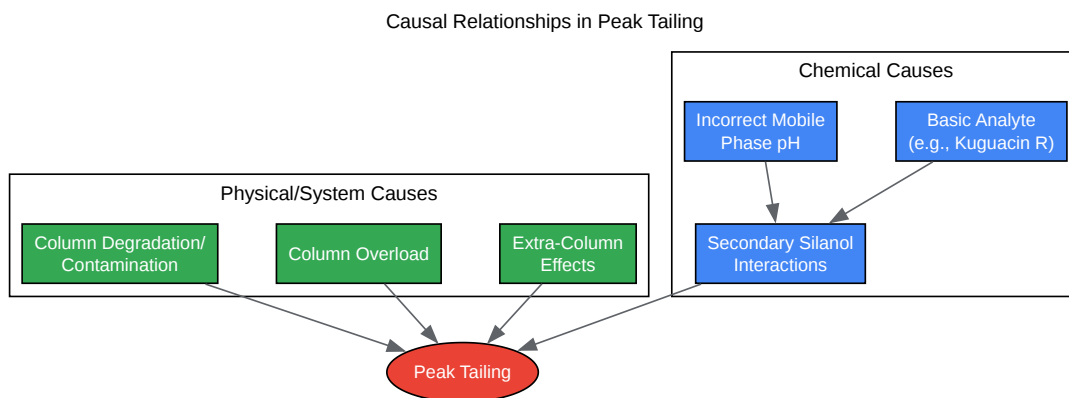 Causal Relationships in Peak Tailing
Chemical Causes
Incorrect Mobile
Phase pH
Basic Analyte
(e.g., Kuguacin R)
Physical/System Causes
Column Degradation/
Contamination
Column Overload
Extra-Column
Effects
Secondary Silanol
Interactions
Peak Tailing